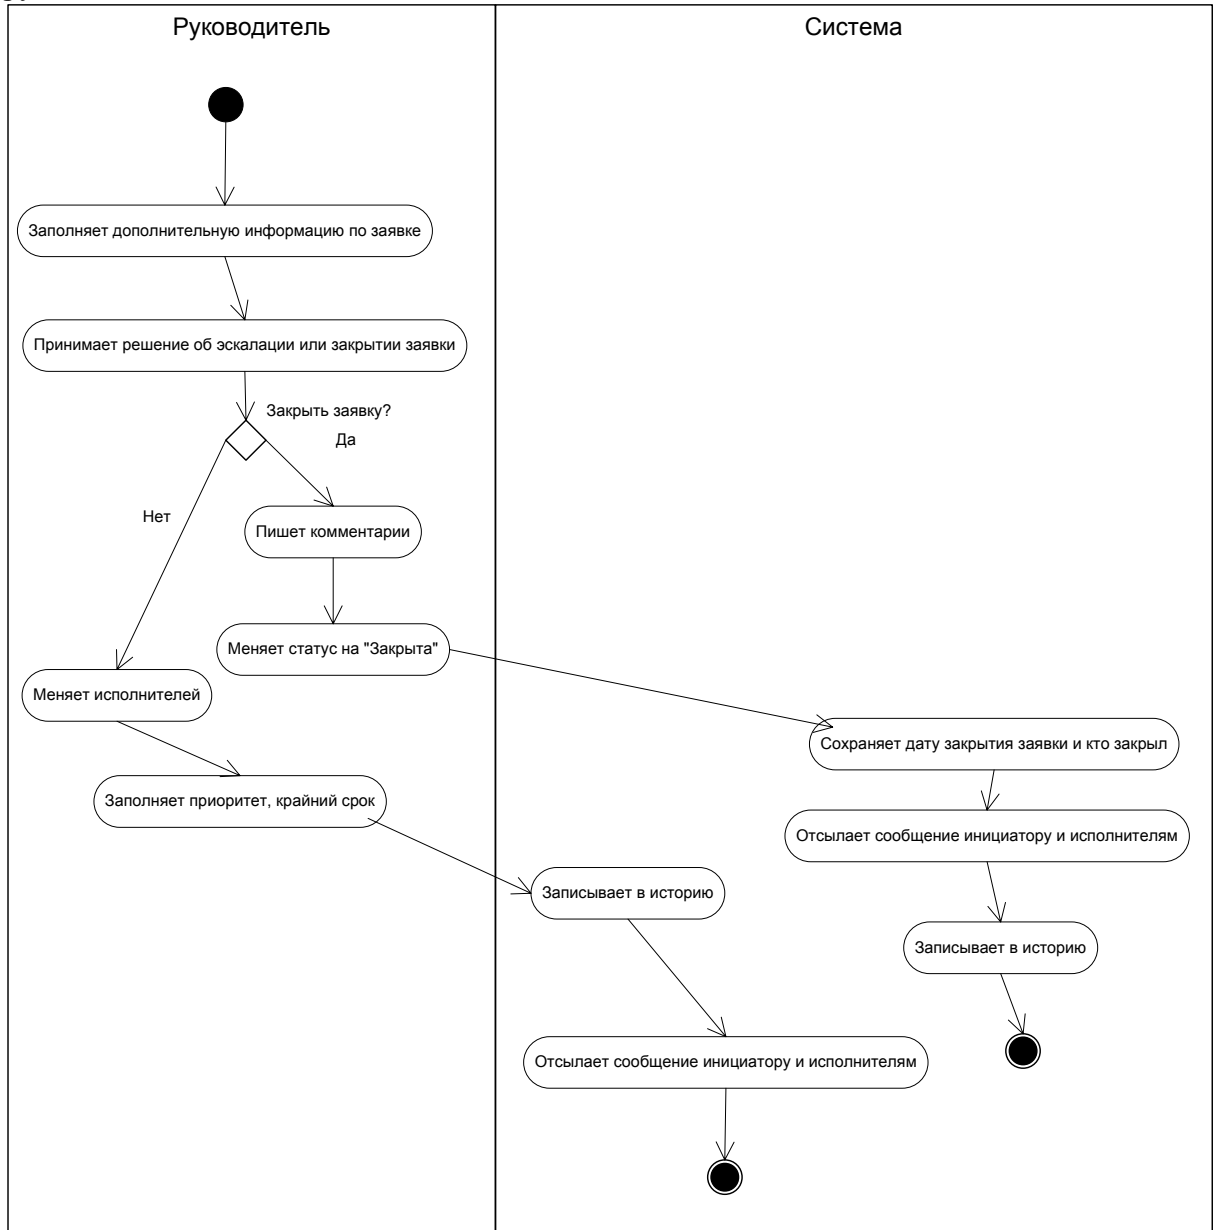 Руководитель
Система
Заполняет дополнительную информацию по заявке
Принимает решение об эскалации или закрытии заявки
Закрыть заявку?
Да
Нет
Пишет комментарии
Меняет статус на "Закрыта"
Меняет исполнителей
Сохраняет дату закрытия заявки и кто закрыл
Заполняет приоритет, крайний срок
Отсылает сообщение инициатору и исполнителям
Записывает в историю
Записывает в историю
Отсылает сообщение инициатору и исполнителям